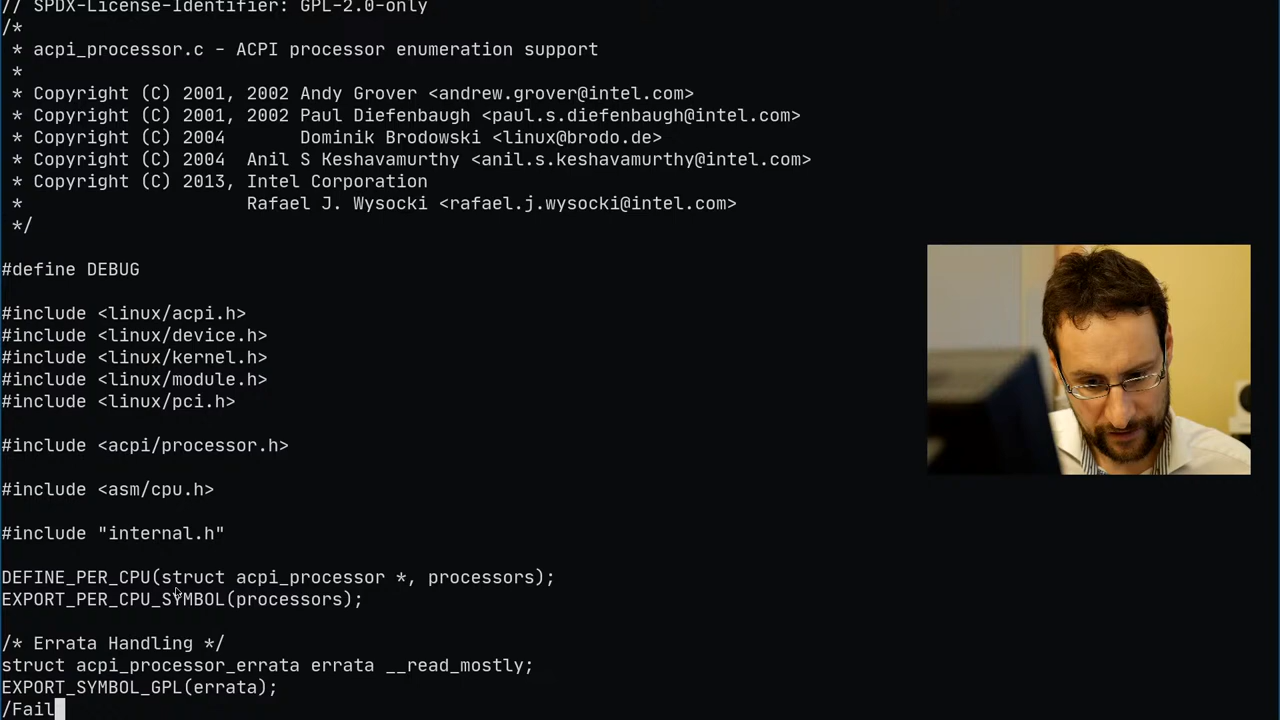 // SPDX-License-Identifier: GPL-2.0-only
/*
 * acpi_processor.c - ACPI processor enumeration support
 *
 * Copyright (C) 2001, 2002 Andy Grover <andrew.grover@intel.com>
 * Copyright (C) 2001, 2002 Paul Diefenbaugh <paul.s.diefenbaugh@intel.com>
 * Copyright (C) 2004       Dominik Brodowski <linux@brodo.de>
 * Copyright (C) 2004  Anil S Keshavamurthy <anil.s.keshavamurthy@intel.com>
 * Copyright (C) 2013, Intel Corporation
 *                     Rafael J. Wysocki <rafael.j.wysocki@intel.com>
 */
#define DEBUG
#include <linux/acpi.h>
#include <linux/device.h>
#include <linux/kernel.h>
#include <linux/module.h>
#include <linux/pci.h>
#include <acpi/processor.h>
#include <asm/cpu.h>
#include "internal.h"
DEFINE_PER_CPU(struct acpi_processor *, processors);
EXPORT_PER_CPU_SYMBOL(processors);
/* Errata Handling */
struct acpi_processor_errata errata __read_mostly;
EXPORT_SYMBOL_GPL(errata);
/Fail